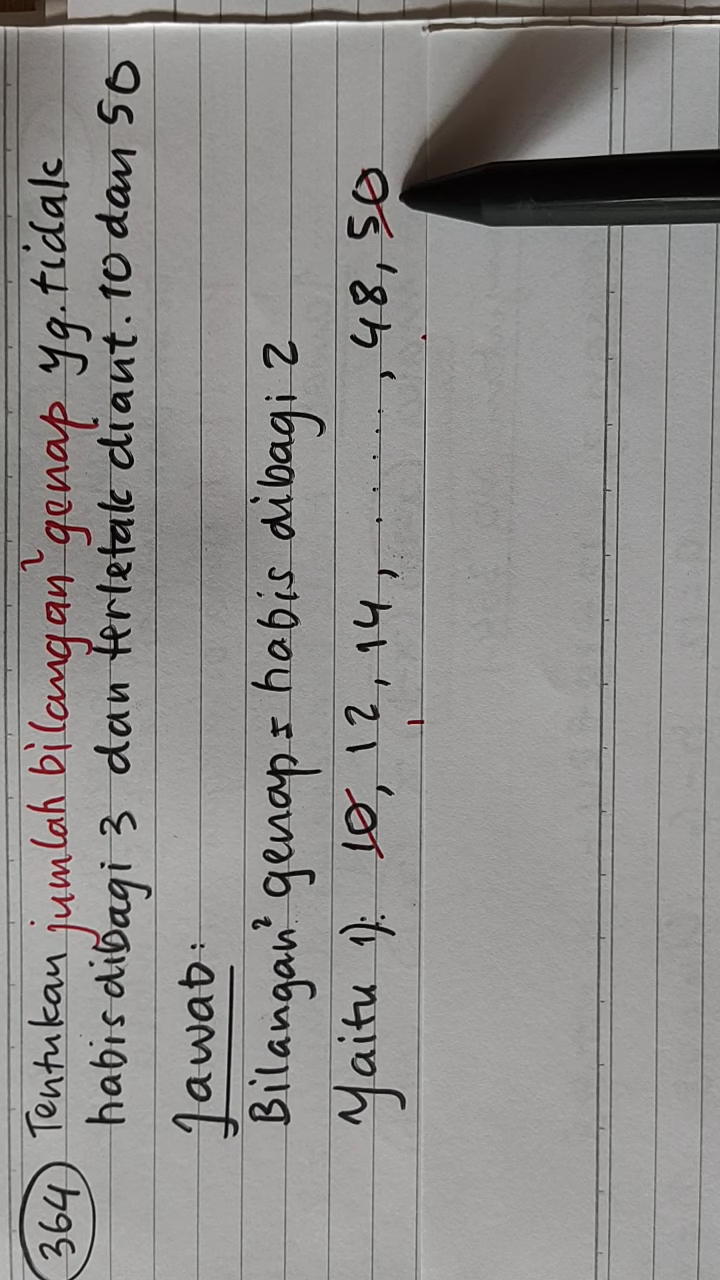 364 Tentukan jumlah bilangan² genap yg. tidak
habis dibagi 3 dan terletak diant. 10 dan 50
Jawab:
Bilangan² genap = habis dibagi 2
Yaitu 1). 10, 12, 14, ......., 48, 50